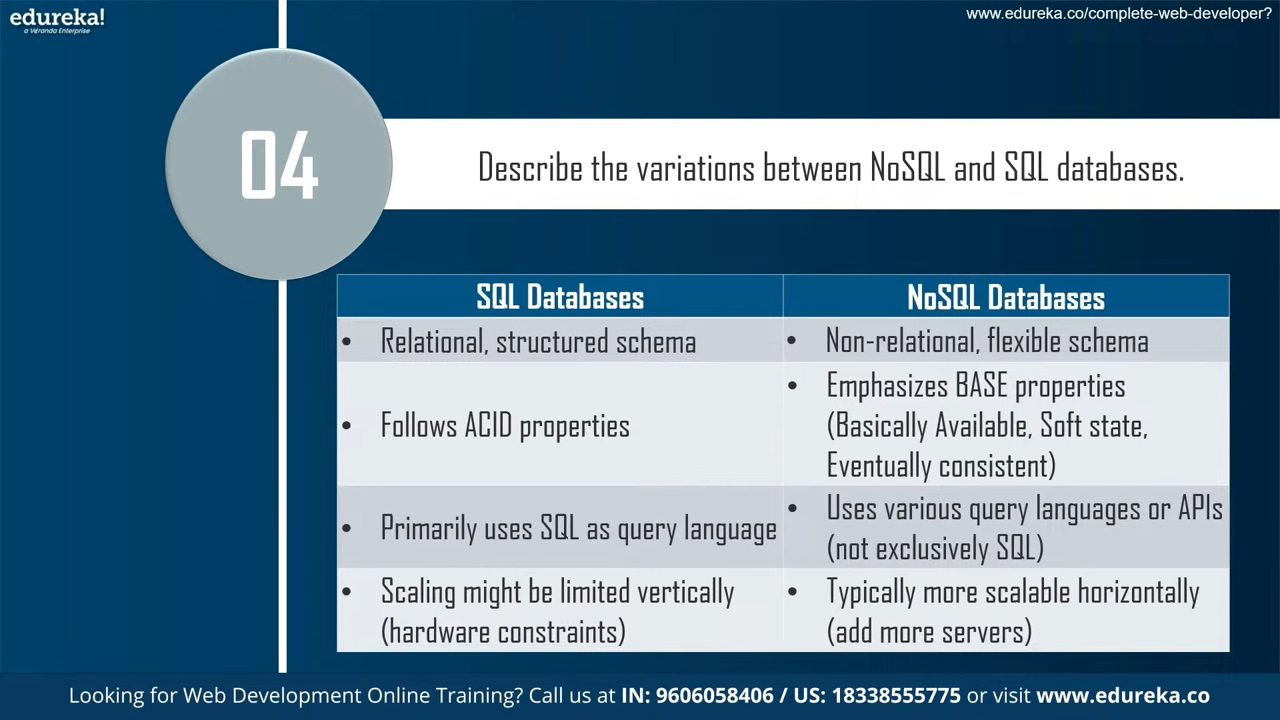 edureka!
a Veranda Enterprise
www.edureka.co/complete-web-developer?
04
Describe the variations between NoSQL and SQL databases.
SQL Databases
NoSQL Databases
• Relational, structured schema
• Non-relational, flexible schema
• Follows ACID properties
• Emphasizes BASE properties
(Basically Available, Soft state,
Eventually consistent)
• Primarily uses SQL as query language
• Uses various query languages or APIs
(not exclusively SQL)
• Scaling might be limited vertically
(hardware constraints)
• Typically more scalable horizontally
(add more servers)
Looking for Web Development Online Training? Call us at IN: 9606058406 / US: 18338555775 or visit www.edureka.co